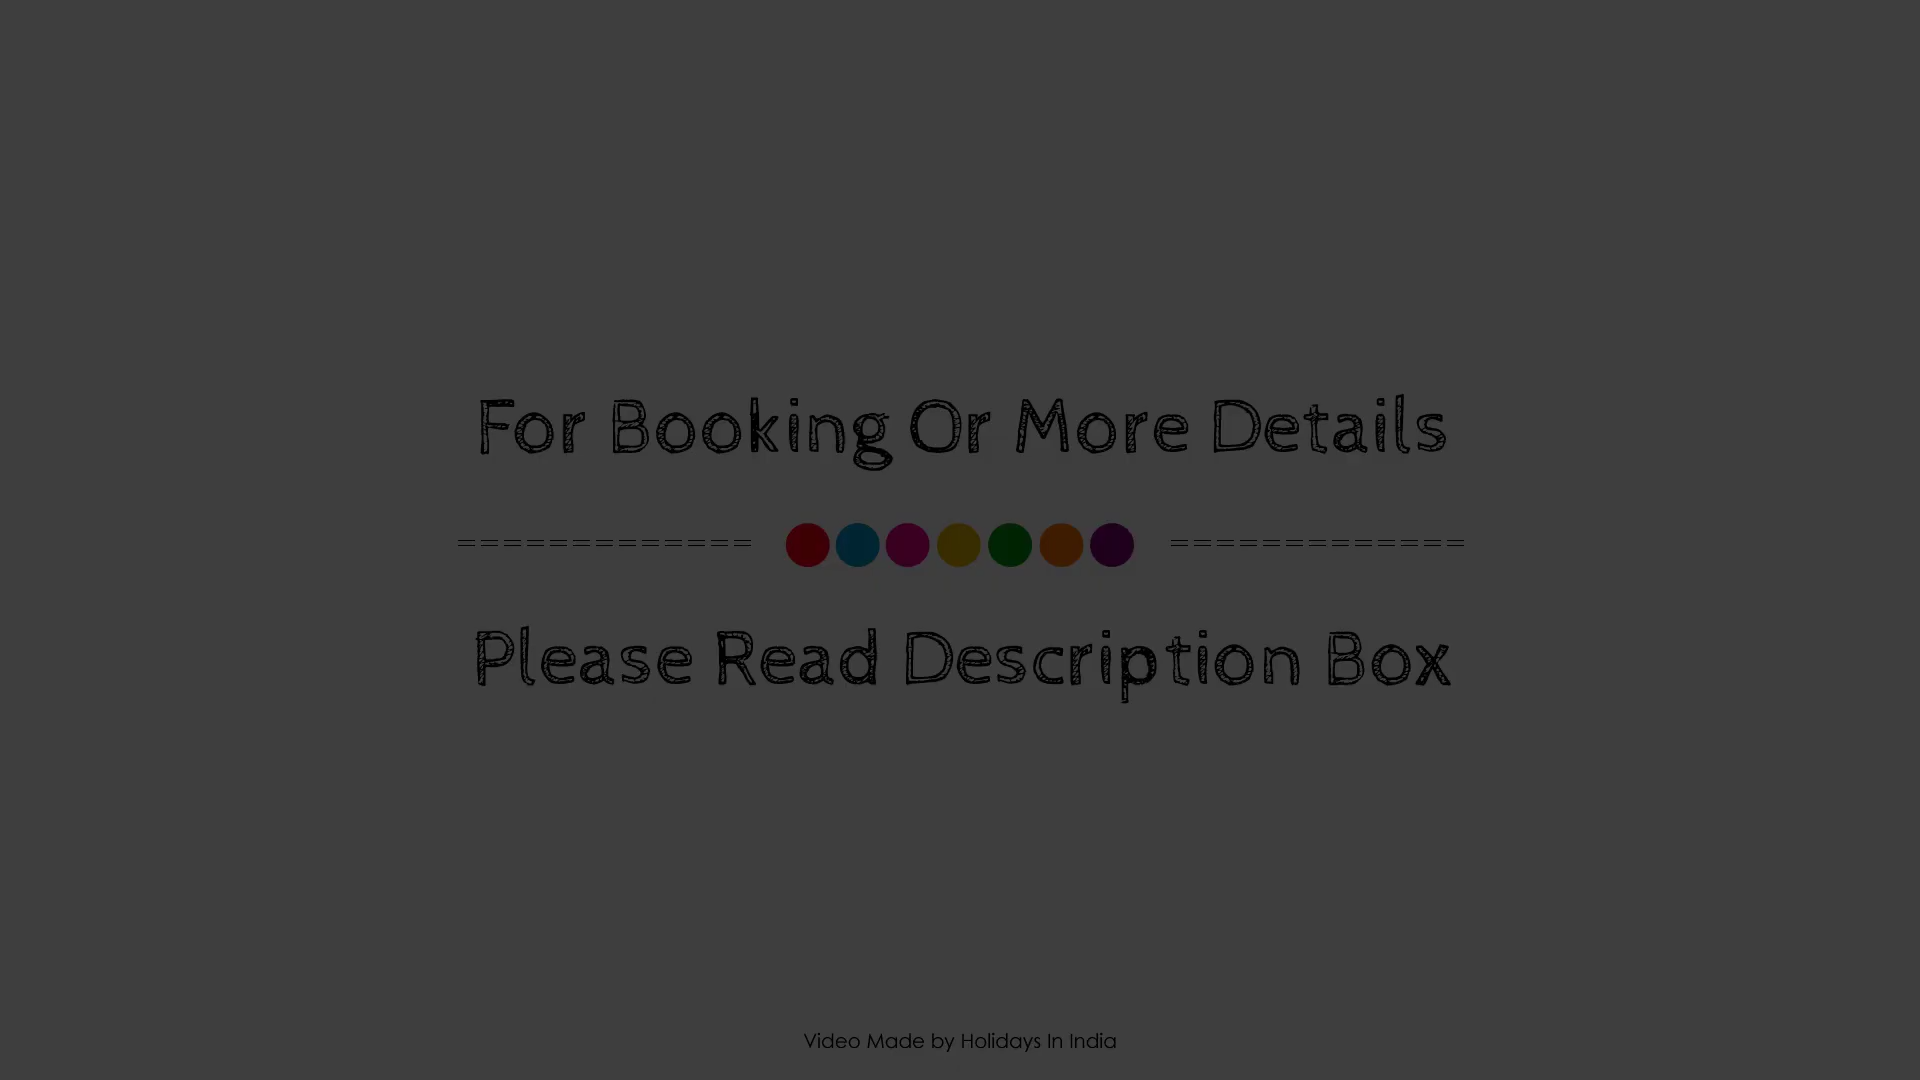 For Booking Or More Details
============= =============
Please Read Description Box
Video Made by Holidays In India